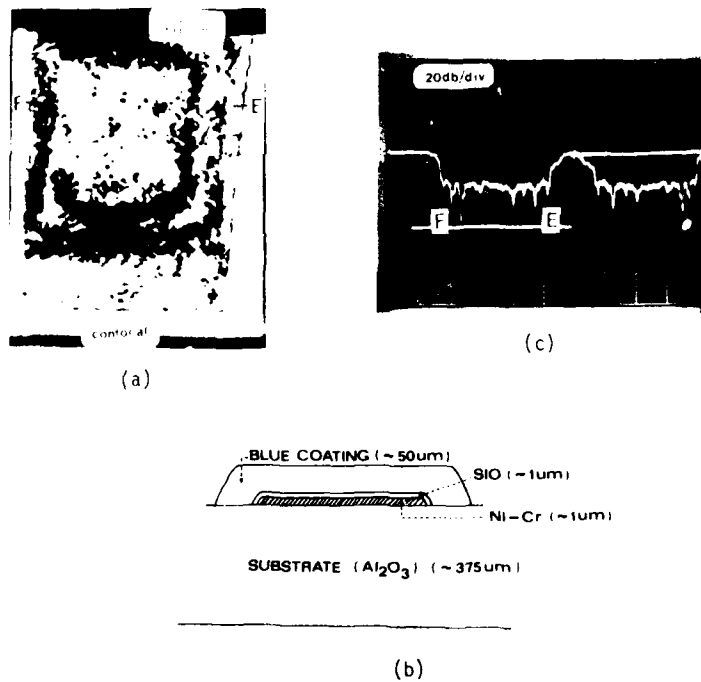 F
E
confocal
(a)
20db/div
F
E
(c)
BLUE COATING (~50um)
SIO (~1um)
Ni-Cr (~1um)
SUBSTRATE (Al₂O₃) (~375um)
(b)